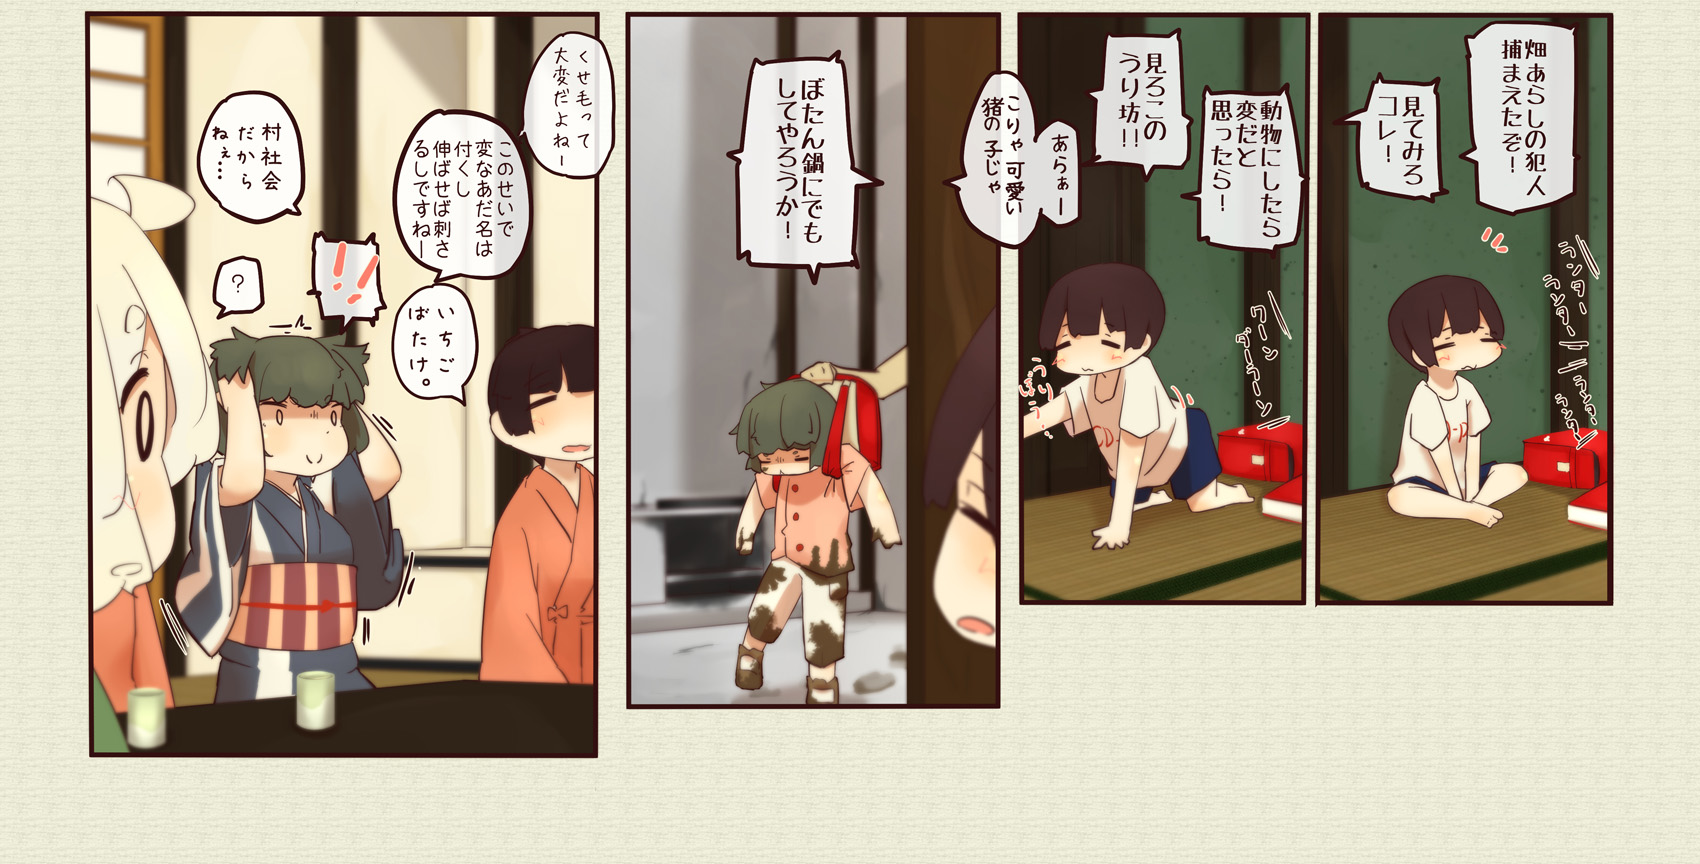 畑あらしの犯人
捕まえたぞ!
見てみろ
コレ!
ランター
ランター
ランタ
ランタ
動物にしたら
変だと
思ったら!
見ろこの
うり坊!!
ワーン
ダーラーン
うり
ぼう
あらぁー
こりゃ可愛い
猪の子じゃ
ぼたん鍋にでも
してやろうか!
くせ毛って
大変だよねー
このせいで
変なあだ名は
付くし
伸ばせば刺さ
るしですねー
いちご
ばたけ。
!!
?
村社会
だから
ねぇ…